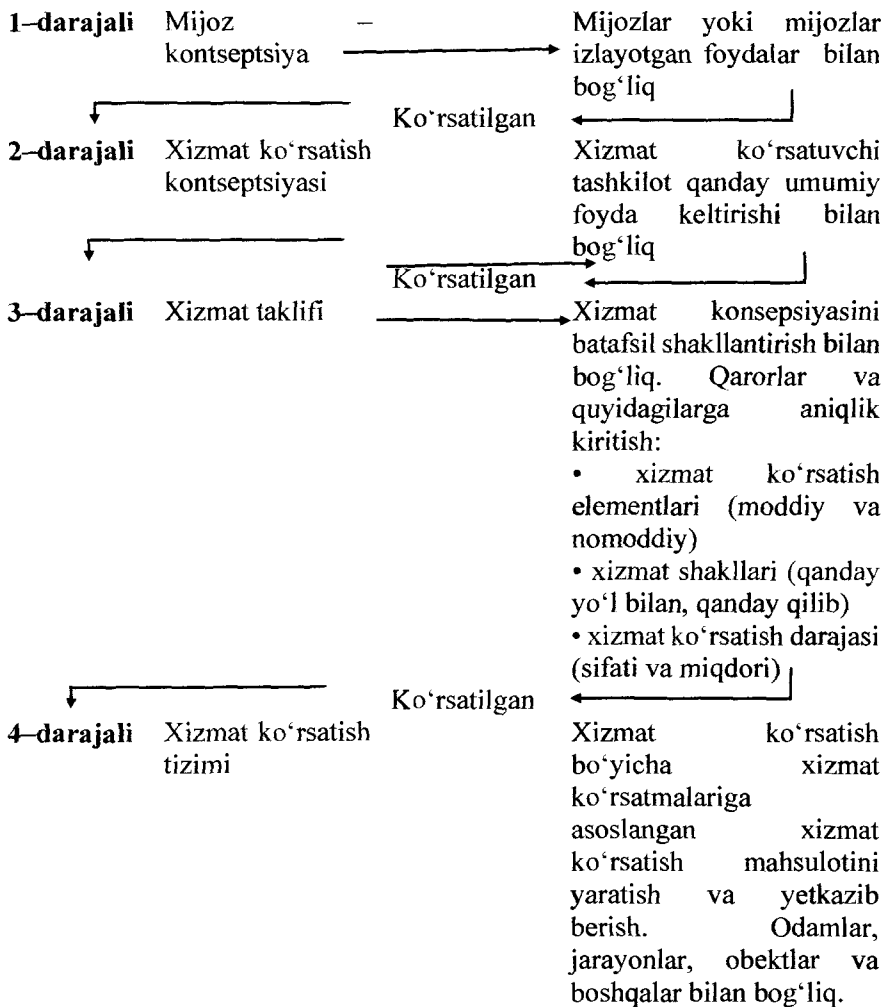 1–darajali Mijoz – Mijozlar yoki mijozlar
kontseptsiya izlayotgan foydalar bilan
bog‘liq
Ko‘rsatilgan
2–darajali Xizmat ko‘rsatish Xizmat ko‘rsatuvchi
kontseptsiyasi tashkilot qanday umumiy
foyda keltirishi bilan
bog‘liq
Ko‘rsatilgan
3–darajali Xizmat taklifi Xizmat konsepsiyasini
batafsil shakllantirish bilan
bog‘liq. Qarorlar va
quyidagilarga aniqlik
kiritish:
• xizmat ko‘rsatish
elementlari (moddiy va
nomoddiy)
• xizmat shakllari (qanday
yo‘l bilan, qanday qilib)
• xizmat ko‘rsatish darajasi
(sifati va miqdori)
Ko‘rsatilgan
4–darajali Xizmat ko‘rsatish Xizmat ko‘rsatish
tizimi bo‘yicha xizmat
ko‘rsatmalariga
asoslangan xizmat
ko‘rsatish mahsulotini
yaratish va yetkazib
berish. Odamlar,
jarayonlar, obektlar va
boshqalar bilan bog‘liq.